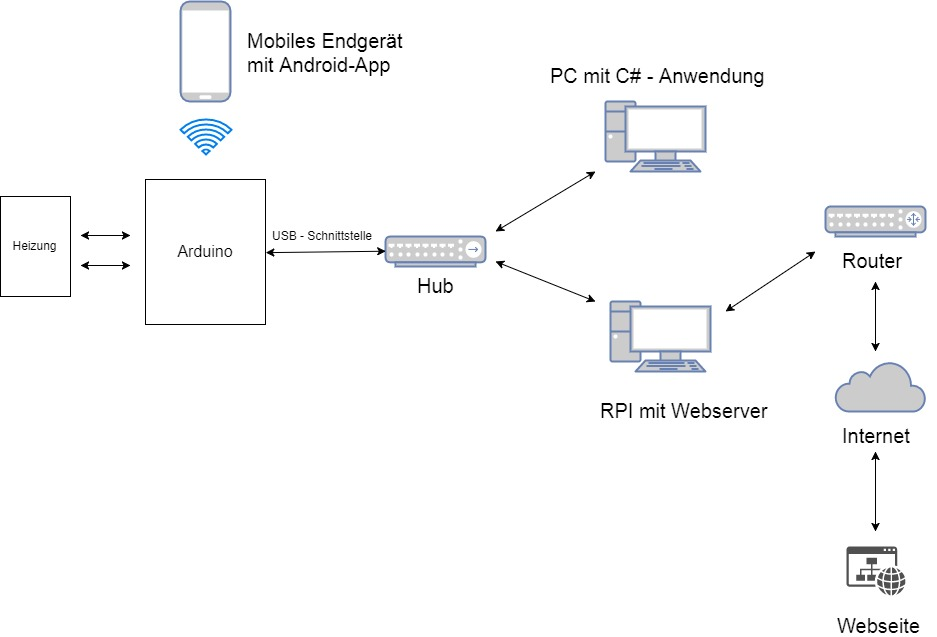 Mobiles Endgerät
mit Android-App
PC mit C# - Anwendung
Heizung
Arduino
USB - Schnittstelle
Hub
Router
RPI mit Webserver
Internet
Webseite